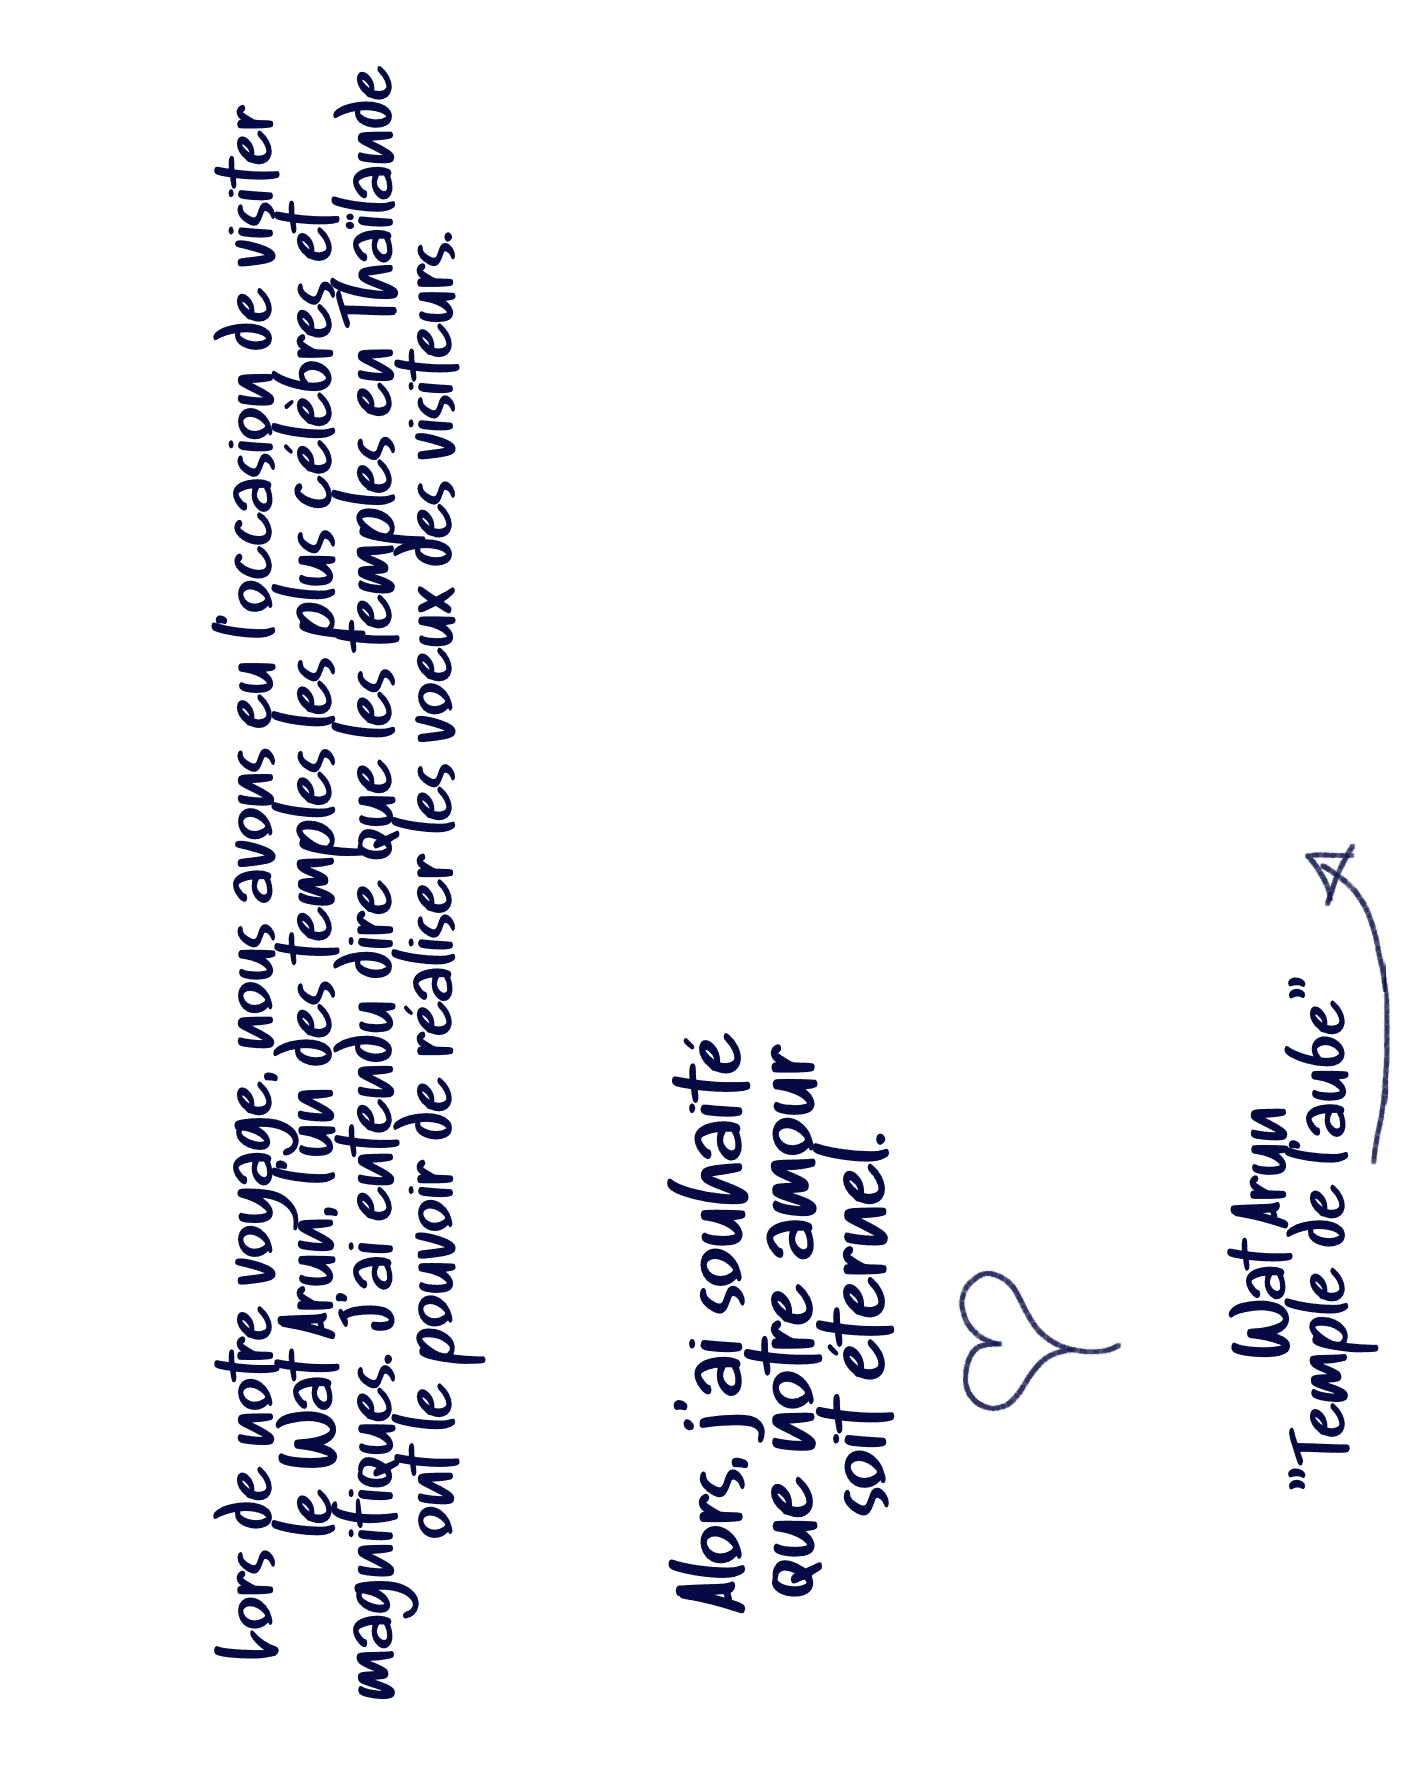 Lors de notre voyage, nous avons eu l'occasion de visiter
le Wat Arun, l'un des temples les plus célèbres et
magnifiques. J'ai entendu dire que les temples en Thaïlande
ont le pouvoir de réaliser les voeux des visiteurs.
Alors, j'ai souhaité
que notre amour
soit éternel.
Wat Arun
"Temple de l'aube"